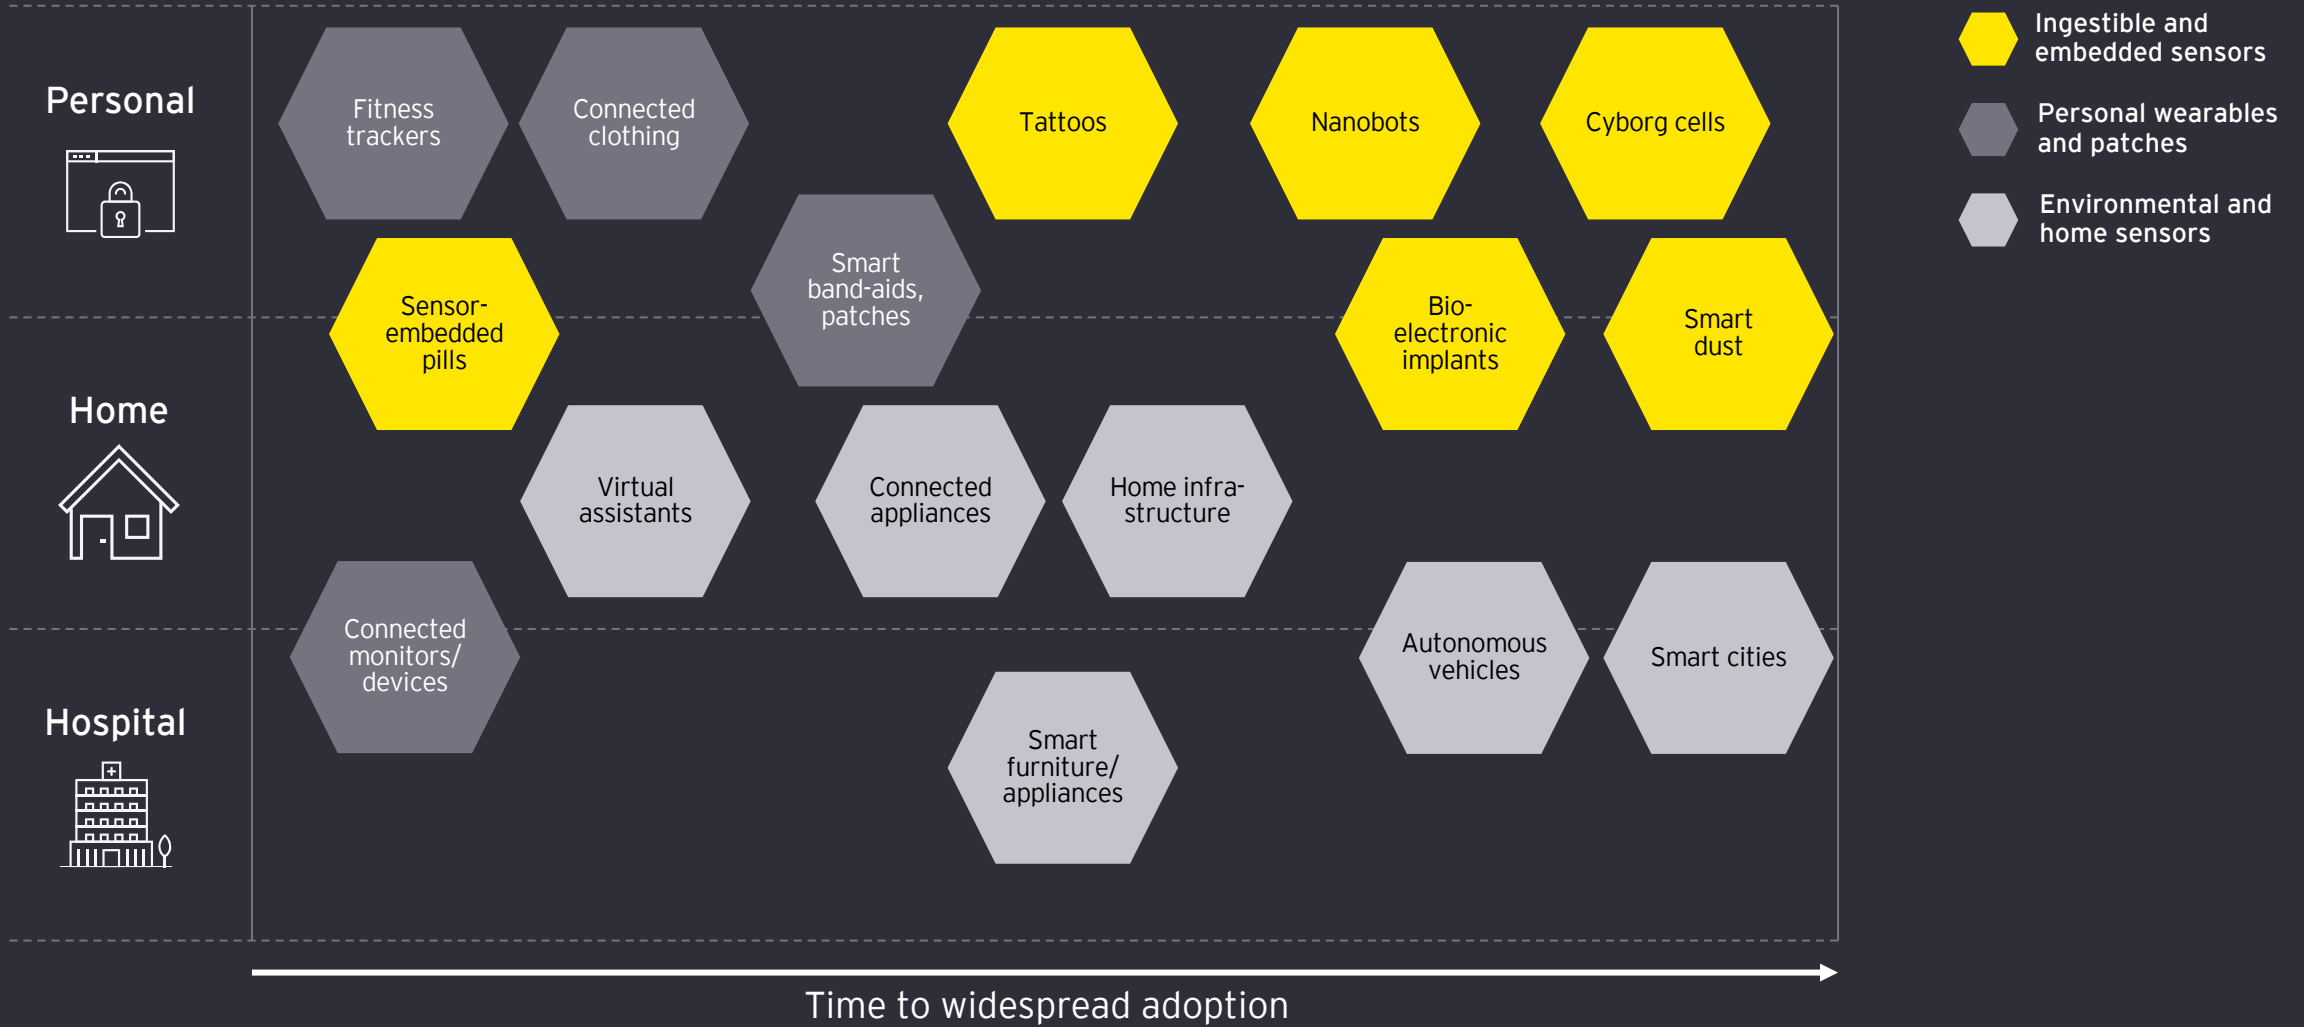 Personal
Fitness
trackers
Connected
clothing
Tattoos
Nanobots
Cyborg cells
Sensor-
embedded
pills
Smart
band-aids,
patches
Bio-
electronic
implants
Smart
dust
Home
Virtual
assistants
Connected
appliances
Home infra-
structure
Connected
monitors/
devices
Autonomous
vehicles
Smart cities
Hospital
Smart
furniture/
appliances
Time to widespread adoption
Ingestible and
embedded sensors
Personal wearables
and patches
Environmental and
home sensors